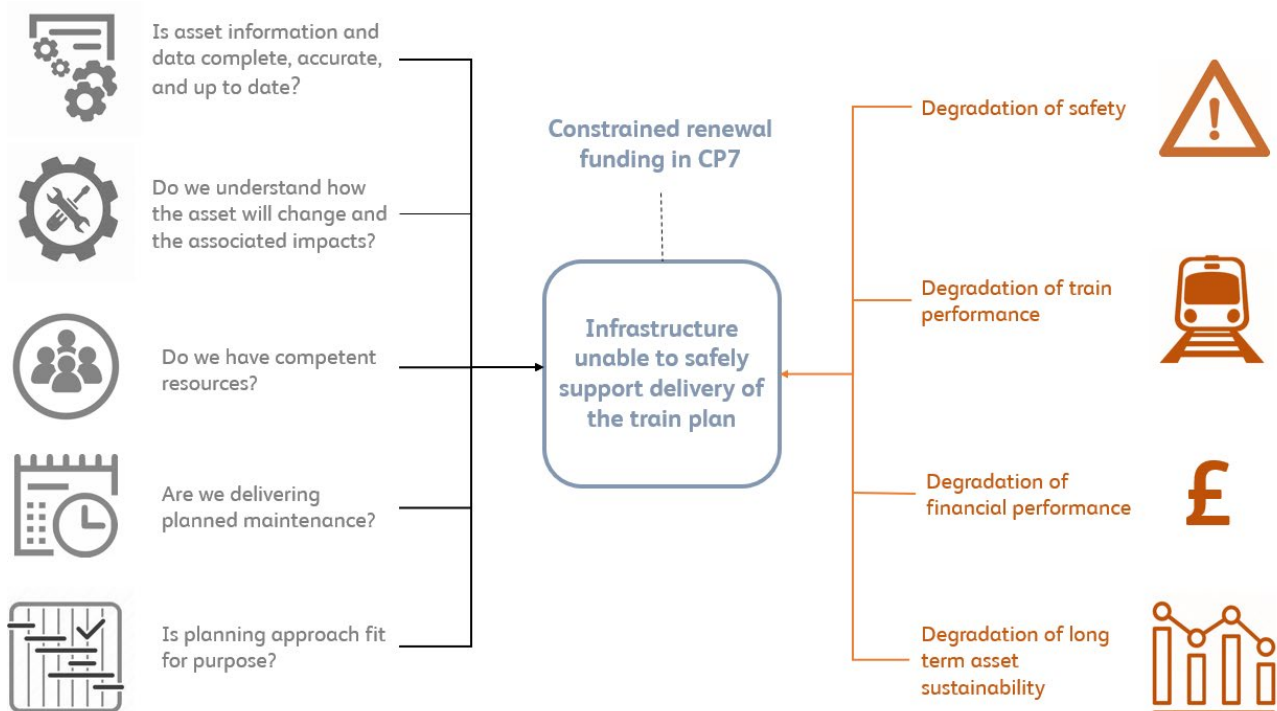 Is asset information and
data complete, accurate,
and up to date?
Do we understand how
the asset will change and
the associated impacts?
Do we have competent
resources?
Are we delivering
planned maintenance?
Is planning approach fit
for purpose?
Constrained renewal
funding in CP7
Infrastructure
unable to safely
support delivery of
the train plan
Degradation of safety
Degradation of train
performance
Degradation of
financial performance
£
Degradation of long
term asset
sustainability